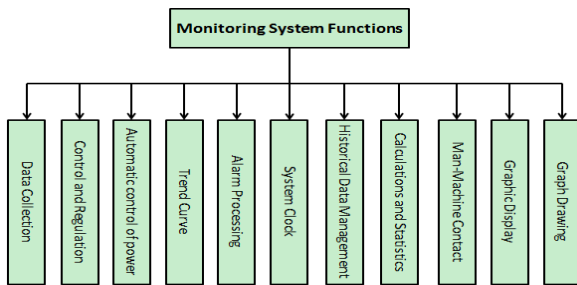 Monitoring System Functions
Data Collection
Control and Regulation
Automatic control of power
Trend Curve
Alarm Processing
System Clock
Historical Data Management
Calculations and Statistics
Man-Machine Contact
Graphic Display
Graph Drawing